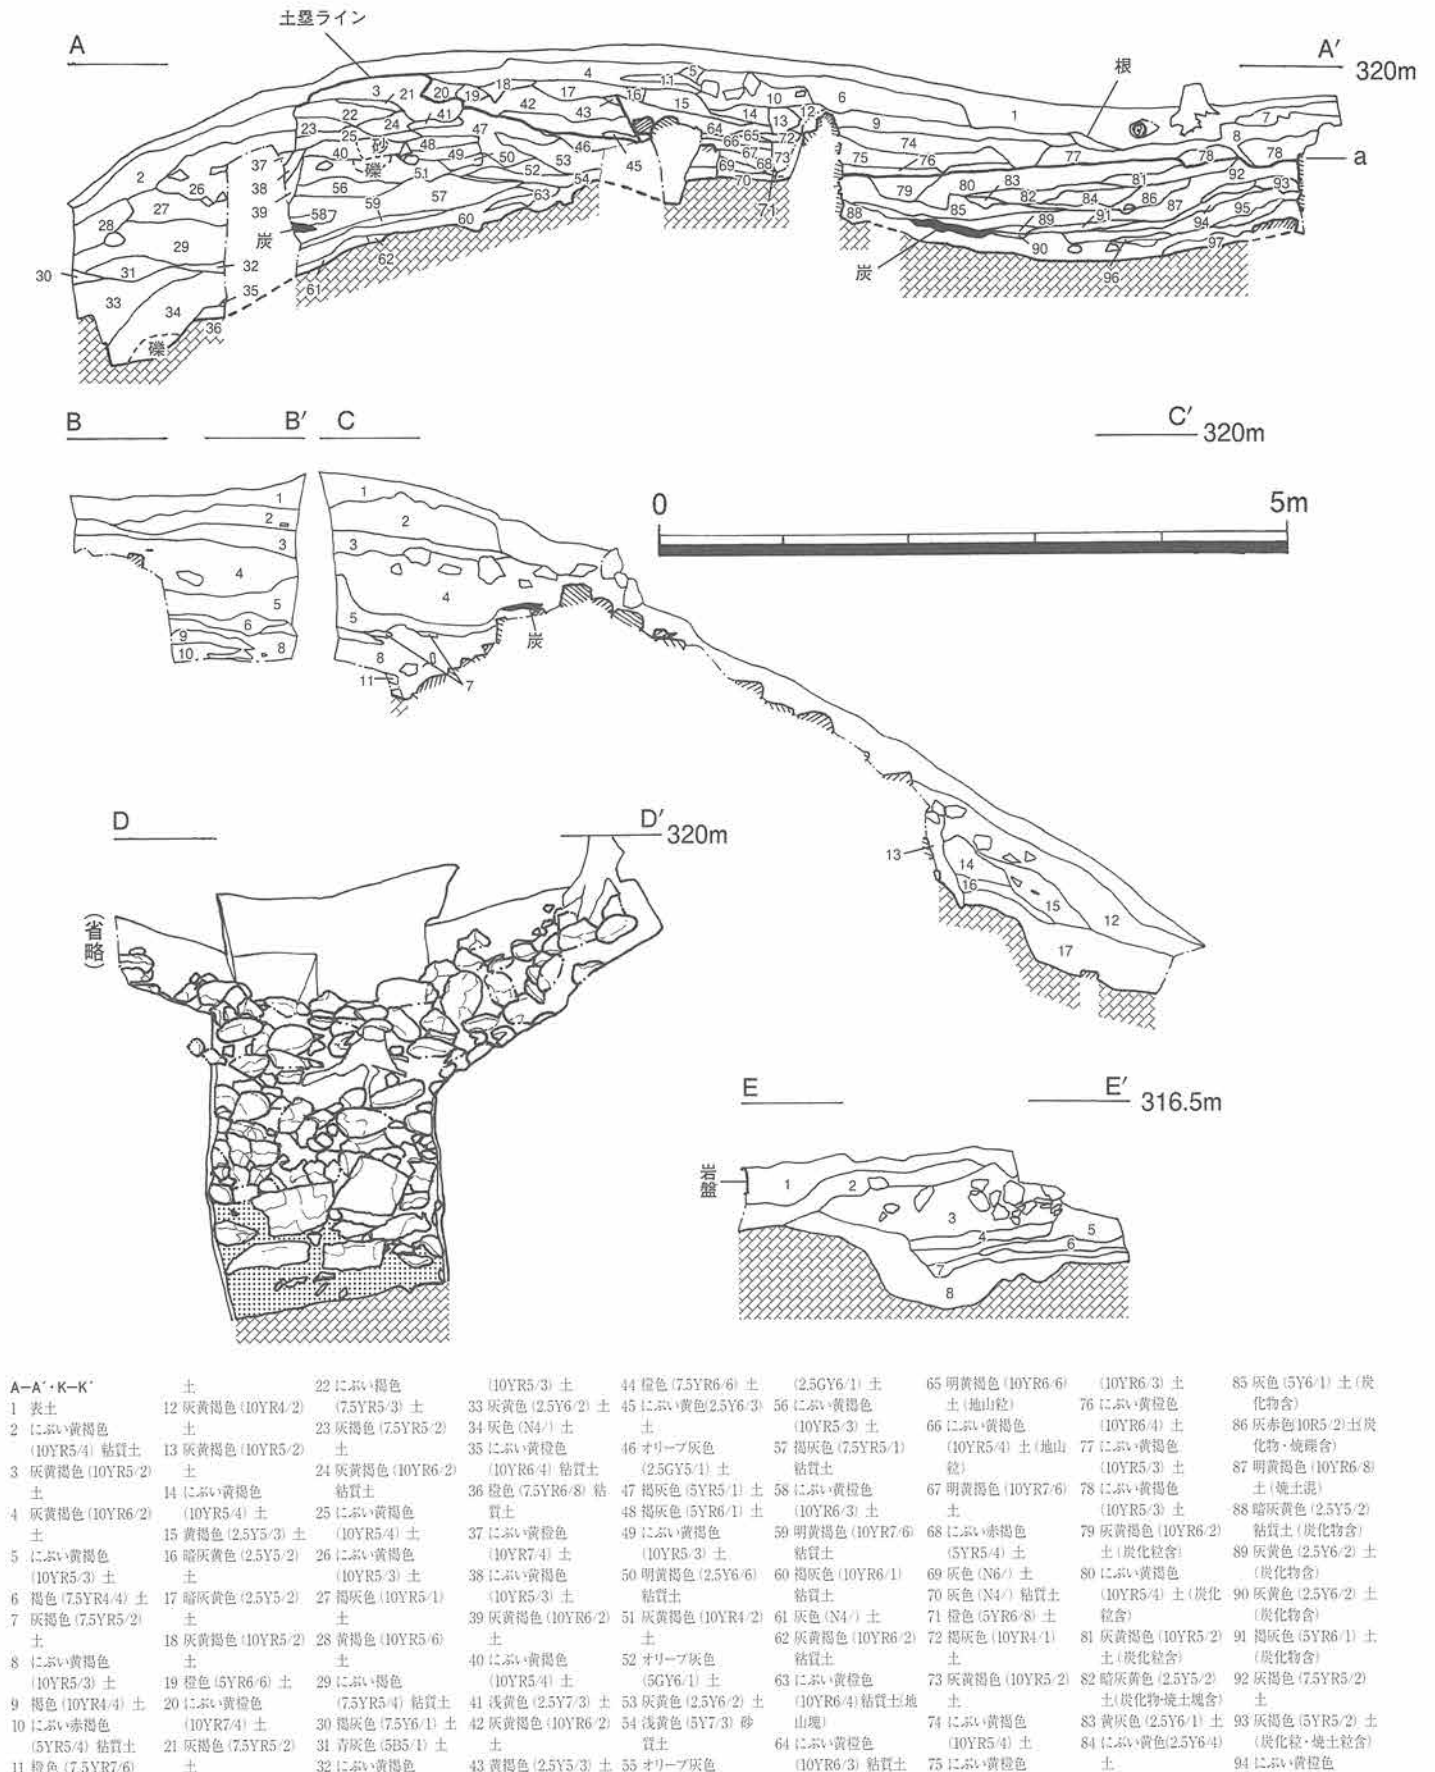 土塁ライン
A
A′
320m
根
a
炭
炭
砂
礫
礫
B
B′
C
C′
320m
0
5m
炭
D
D′
320m
(省略)
E
E′
316.5m
岩盤
A−A´・K−K´
1 表土
2 にぶい黄褐色
(10YR5/4) 粘質土
3 灰黄褐色(10YR5/2)
土
4 灰黄褐色(10YR6/2)
土
5 にぶい黄褐色
(10YR5/3) 土
6 褐色(7.5YR4/4) 土
7 灰褐色(7.5YR5/2)
土
8 にぶい黄褐色
(10YR5/3) 土
9 褐色(10YR4/4) 土
10 にぶい赤褐色
(5YR5/4) 粘質土
11 橙色(7.5YR7/6)
土
12 灰黄褐色(10YR4/2)
土
13 灰黄褐色(10YR5/2)
土
14 にぶい黄褐色
(10YR5/4) 土
15 黄褐色(2.5Y5/3) 土
16 暗灰黄色(2.5Y5/2)
土
17 暗灰黄色(2.5Y5/2)
土
18 灰黄褐色(10YR5/2)
土
19 橙色(5YR6/6) 土
20 にぶい黄橙色
(10YR7/4) 土
21 灰褐色(7.5YR5/2)
土
22 にぶい褐色
(7.5YR5/3) 土
23 灰褐色(7.5YR5/2)
土
24 灰黄褐色(10YR6/2)
粘質土
25 にぶい黄褐色
(10YR5/4) 土
26 にぶい黄褐色
(10YR5/3) 土
27 褐灰色(10YR5/1)
土
28 黄褐色(10YR5/6)
土
29 にぶい褐色
(7.5YR5/4) 粘質土
30 褐灰色(7.5Y6/1) 土
31 青灰色(5B5/1) 土
32 にぶい黄褐色
(10YR5/3) 土
33 灰黄色(2.5Y6/2) 土
34 灰色(N4/) 土
35 にぶい黄橙色
(10YR6/4) 粘質土
36 橙色(7.5YR6/8) 粘
質土
37 にぶい黄橙色
(10YR7/4) 土
38 にぶい黄褐色
(10YR5/3) 土
39 灰黄褐色(10YR6/2)
土
40 にぶい黄褐色
(10YR5/4) 土
41 浅黄色(2.5Y7/3) 土
42 灰黄褐色(10YR6/2)
土
43 黄褐色(2.5Y5/3) 土
44 橙色(7.5YR6/6) 土
45 にぶい黄色(2.5Y6/3)
土
46 オリーブ灰色
(2.5GY5/1) 土
47 褐灰色(5YR5/1) 土
48 褐灰色(5YR6/1) 土
49 にぶい黄褐色
(10YR5/3) 土
50 明黄褐色(2.5Y6/6)
粘質土
51 灰黄褐色(10YR4/2)
土
52 オリーブ灰色
(5GY6/1) 土
53 灰黄色(2.5Y6/2) 土
54 浅黄色(5Y7/3) 砂
質土
55 オリーブ灰色
(2.5GY6/1) 土
56 にぶい黄褐色
(10YR5/3) 土
57 褐灰色(7.5YR5/1)
粘質土
58 にぶい黄橙色
(10YR6/3) 土
59 明黄褐色(10YR7/6)
粘質土
60 褐灰色(10YR6/1)
粘質土
61 灰色(N4/) 土
62 灰黄褐色(10YR6/2)
粘質土
63 にぶい黄橙色
(10YR6/4)粘質土(地
山塊)
64 にぶい黄橙色
(10YR6/3) 粘質土
65 明黄褐色(10YR6/6)
土(地山粒)
66 にぶい黄褐色
(10YR5/4) 土(地山
粒)
67 明黄褐色(10YR7/6)
土
68 にぶい赤褐色
(5YR5/4) 土
69 灰色(N6/) 土
70 灰色(N4/) 粘質土
71 橙色(5YR6/8) 土
72 褐灰色(10YR4/1)
土
73 灰黄褐色(10YR5/2)
土
74 にぶい黄褐色
(10YR5/4) 土
75 にぶい黄橙色
(10YR6/3) 土
76 にぶい黄橙色
(10YR6/4) 土
77 にぶい黄褐色
(10YR5/3) 土
78 にぶい黄褐色
(10YR5/3) 土
79 灰黄褐色(10YR6/2)
土(炭化粒含)
80 にぶい黄褐色
(10YR5/4) 土(炭化
粒含)
81 灰黄褐色(10YR5/2)
土(炭化粒含)
82 暗灰黄色(2.5Y5/2)
土(炭化物・焼土塊含)
83 黄灰色(2.5Y6/1) 土
84 にぶい黄色(2.5Y6/4)
土
85 灰色(5Y6/1) 土(炭
化物含)
86 灰赤色(10R5/2)土(炭
化物・焼礫含)
87 明黄褐色(10YR6/8)
土(焼土混)
88 暗灰黄色(2.5Y5/2)
粘質土(炭化物含)
89 灰黄色(2.5Y6/2) 土
(炭化物含)
90 灰黄色(2.5Y6/2) 土
(炭化物含)
91 褐灰色(5YR6/1) 土
(炭化物含)
92 灰褐色(7.5YR5/2)
土
93 灰褐色(5YR5/2) 土
(炭化粒・焼土粒含)
94 にぶい黄橙色